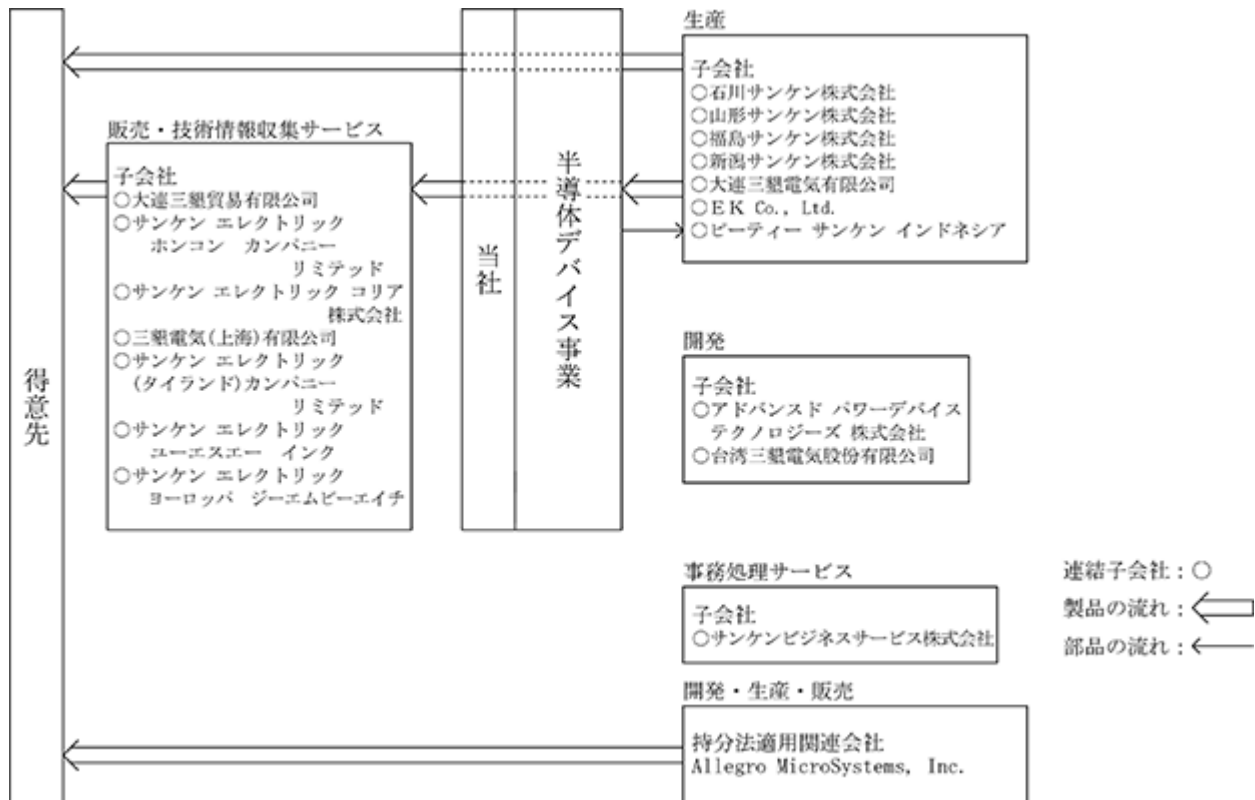 生産
子会社
○石川サンケン株式会社
○山形サンケン株式会社
○福島サンケン株式会社
○新潟サンケン株式会社
○大連三墾電気有限公司
○EK Co., Ltd.
○ピーティー サンケン インドネシア
販売・技術情報収集サービス
子会社
○大連三墾貿易有限公司
○サンケン エレクトリック
ホンコン カンパニー
リミテッド
○サンケン エレクトリック コリア
株式会社
○三墾電気(上海)有限公司
○サンケン エレクトリック
(タイランド)カンパニー
リミテッド
○サンケン エレクトリック
ユーエスエー インク
○サンケン エレクトリック
ヨーロッパ ジーエムビーエイチ
得意先
当社
半導体デバイス事業
開発
子会社
○アドバンスド パワーデバイス
テクノロジーズ 株式会社
○台湾三墾電気股份有限公司
事務処理サービス
子会社
○サンケンビジネスサービス株式会社
連結子会社:○
製品の流れ:
部品の流れ:
開発・生産・販売
持分法適用関連会社
Allegro MicroSystems, Inc.